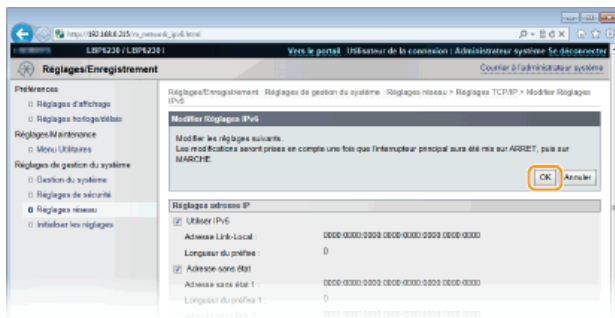 http://192.168.0.215/m_network_ipv6.html
LBP6230 / LBP6230
Vers le portail Utilisateur de la connexion : Administrateur système Se déconnecter
Réglages/Enregistrement
Courrier à l'administrateur système
Préférences
Réglages d'affichage
Réglages horloge/délais
Réglages/Maintenance
Menu Utilitaires
Réglages de gestion du système
Gestion du système
Réglages de sécurité
Réglages réseau
Initialiser les réglages
Réglages/Enregistrement : Réglages de gestion du système : Réglages réseau > Réglages TCP/IP > Modifier Réglages
IPv6
Modifier Réglages IPv6
Modifier les réglages suivants.
Les modifications seront prises en compte une fois que l'interrupteur principal aura été mis sur ARRET, puis sur
MARCHE.
OK Annuler
Réglages adresse IP
Utiliser IPv6
Adresse Link-Local : 0000:0000:0000:0000:0000:0000:0000:0000
Longueur du préfixe : 0
Adresse sans état
Adresse sans état 1 : 0000:0000:0000:0000:0000:0000:0000:0000
Longueur du préfixe 1 : 0